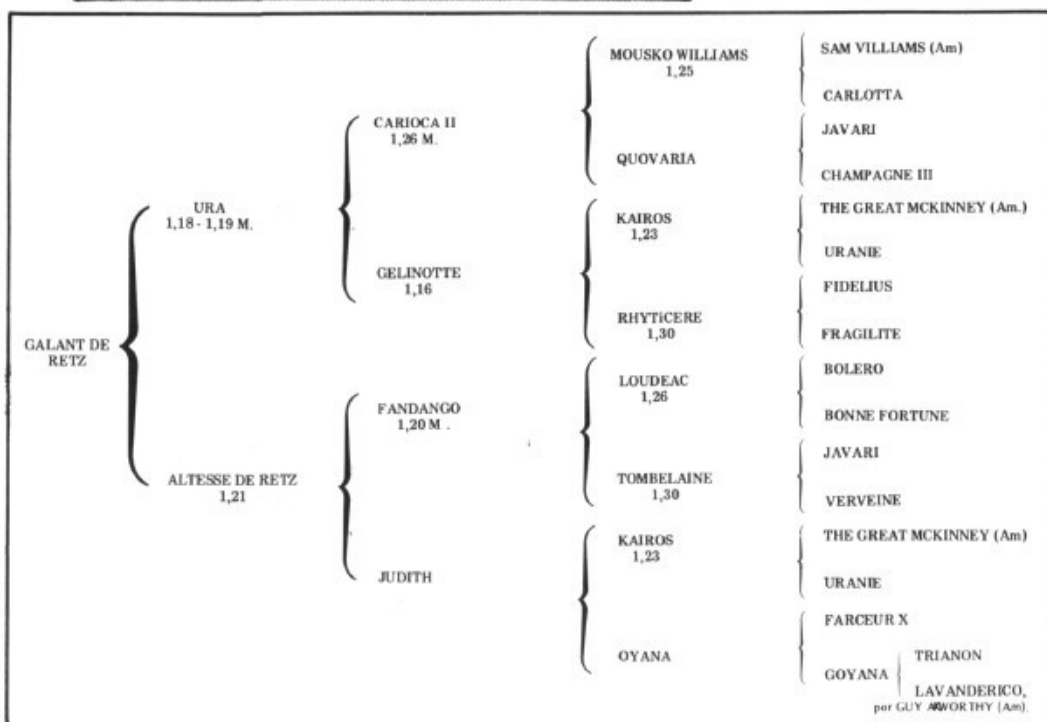 GALANT DE
RETZ
URA
1,18 - 1,19 M.
ALTESSE DE RETZ
1,21
CARIOCA II
1,26 M.
GELINOTTE
1,16
FANDANGO
1,20 M .
JUDITH
MOUSKO WILLIAMS
1,25
QUOVARIA
KAIROS
1,23
RHYTiCERE
1,30
LOUDEAC
1,26
TOMBELAINE
1,30
KAIROS
1,23
OYANA
SAM VILLIAMS (Am)
CARLOTTA
JAVARI
CHAMPAGNE III
THE GREAT MCKINNEY (Am.)
URANIE
FIDELIUS
FRAGILITE
BOLERO
BONNE FORTUNE
JAVARI
VERVEINE
THE GREAT MCKINNEY (Am)
URANIE
FARCEUR X
GOYANA
TRIANON
LAVANDERICO,
por GUY AXWORTHY (Am).